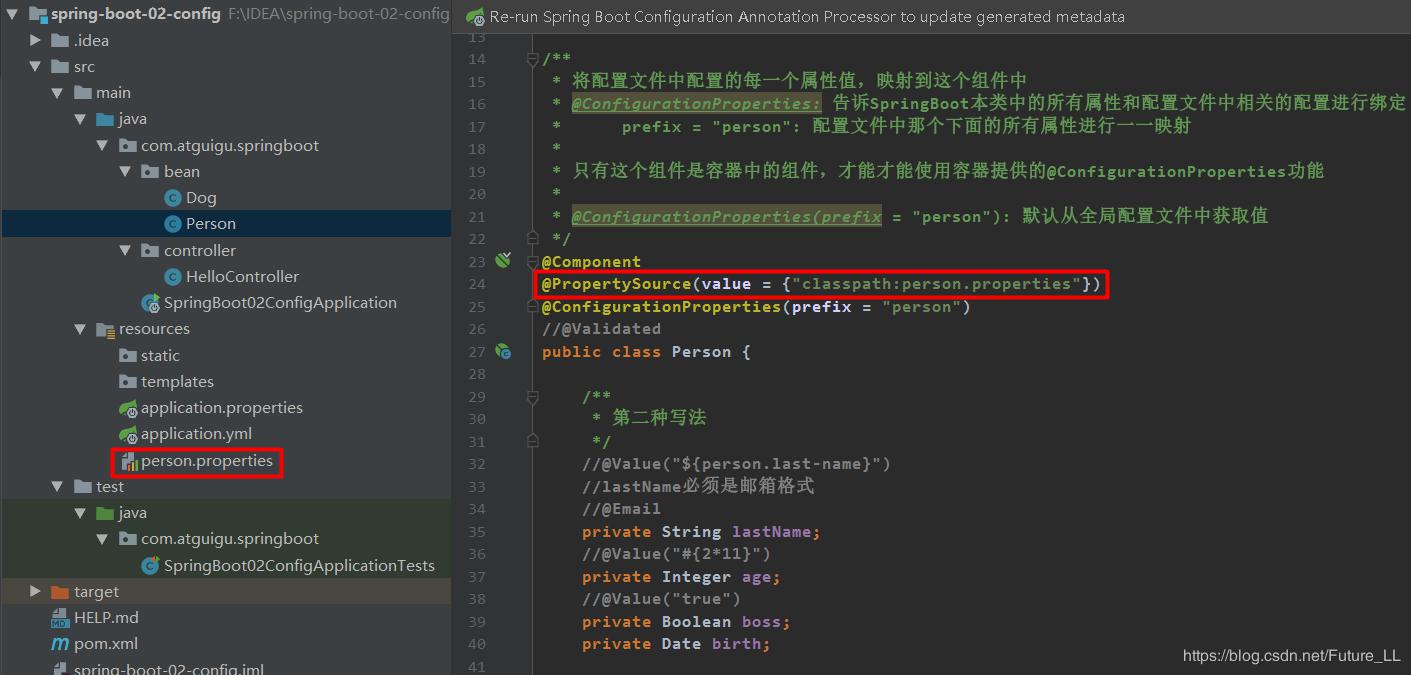 spring-boot-02-config F:\IDEA\spring-boot-02-config
.idea
src
main
java
com.atguigu.springboot
bean
Dog
Person
controller
HelloController
SpringBoot02ConfigApplication
resources
static
templates
application.properties
application.yml
person.properties
test
java
com.atguigu.springboot
SpringBoot02ConfigApplicationTests
target
HELP.md
pom.xml
spring-boot-02-config.iml
Re-run Spring Boot Configuration Annotation Processor to update generated metadata
13
14 /**
15 * 将配置文件中配置的每一个属性值，映射到这个组件中
16 * @ConfigurationProperties: 告诉SpringBoot本类中的所有属性和配置文件中相关的配置进行绑定
17 * prefix = "person": 配置文件中那个下面的所有属性进行一一映射
18 *
19 * 只有这个组件是容器中的组件，才能才能使用容器提供的@ConfigurationProperties功能
20 *
21 * @ConfigurationProperties(prefix = "person"): 默认从全局配置文件中获取值
22 */
23 @Component
24 @PropertySource(value = {"classpath:person.properties"})
25 @ConfigurationProperties(prefix = "person")
26 //@Validated
27 public class Person {
28
29 /**
30 * 第二种写法
31 */
32 //@Value("${person.last-name}")
33 //lastName必须是邮箱格式
34 //@Email
35 private String lastName;
36 //@Value("#{2*11}")
37 private Integer age;
38 //@Value("true")
39 private Boolean boss;
40 private Date birth;
41
https://blog.csdn.net/Future_LL